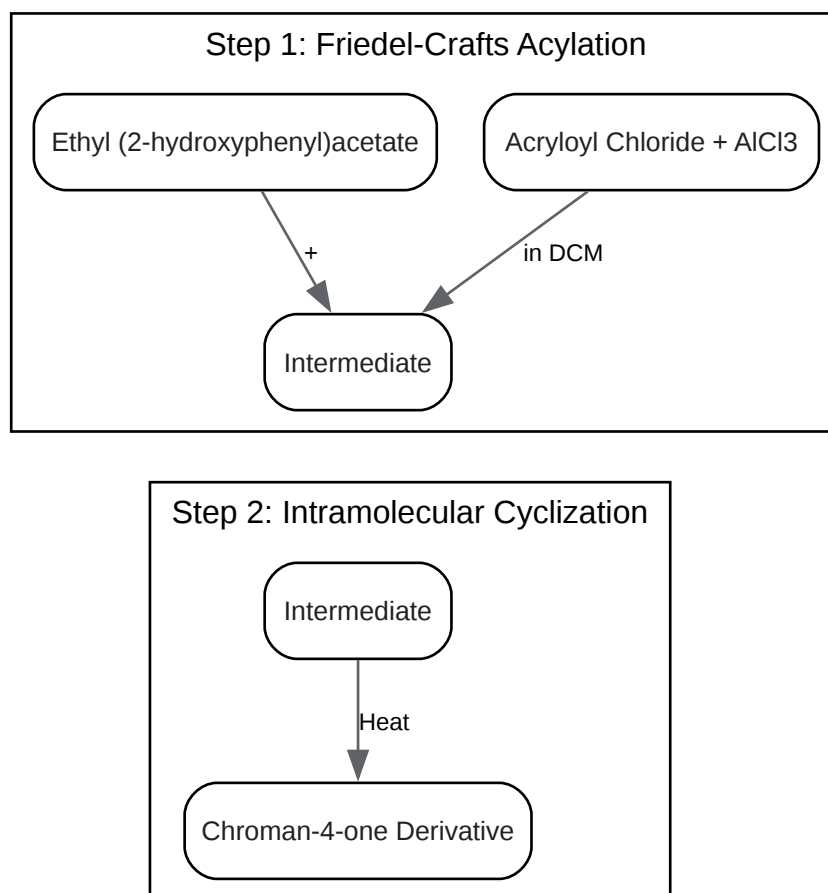 Step 1: Friedel-Crafts Acylation
Ethyl (2-hydroxyphenyl)acetate
Acryloyl Chloride + AlCl3
+
in DCM
Intermediate
Step 2: Intramolecular Cyclization
Intermediate
Heat
Chroman-4-one Derivative